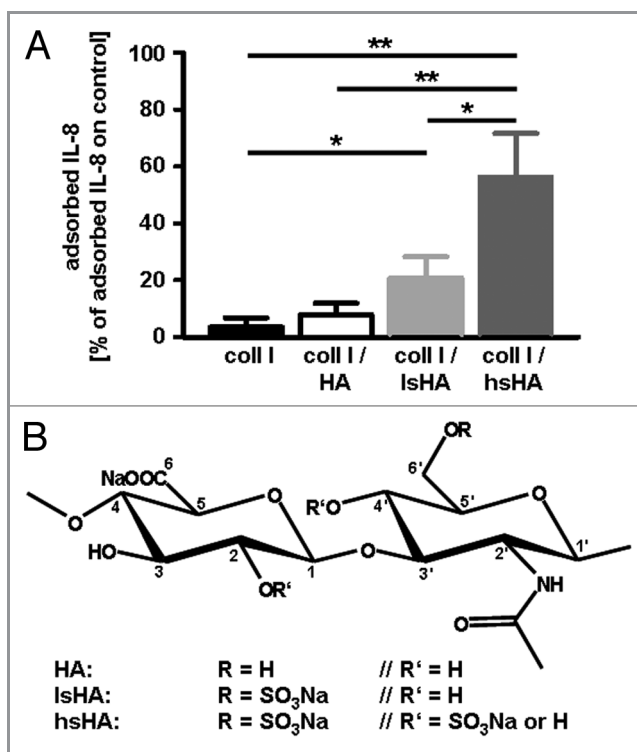 A
adsorbed IL-8
[% of adsorbed IL-8 on control]
100
80
60
40
20
0
**
**
*
*
coll I
coll I /
HA
coll I /
lsHA
coll I /
hsHA
B
OR
6
NaOOC
6'
O
O
4
5
R‘O
4'
5'
O
HO
3
2
1
O
3'
2'
1'
OR‘
NH
O
HA: R = H // R‘ = H
lsHA: R = SO₃Na // R‘ = H
hsHA: R = SO₃Na // R‘ = SO₃Na or H